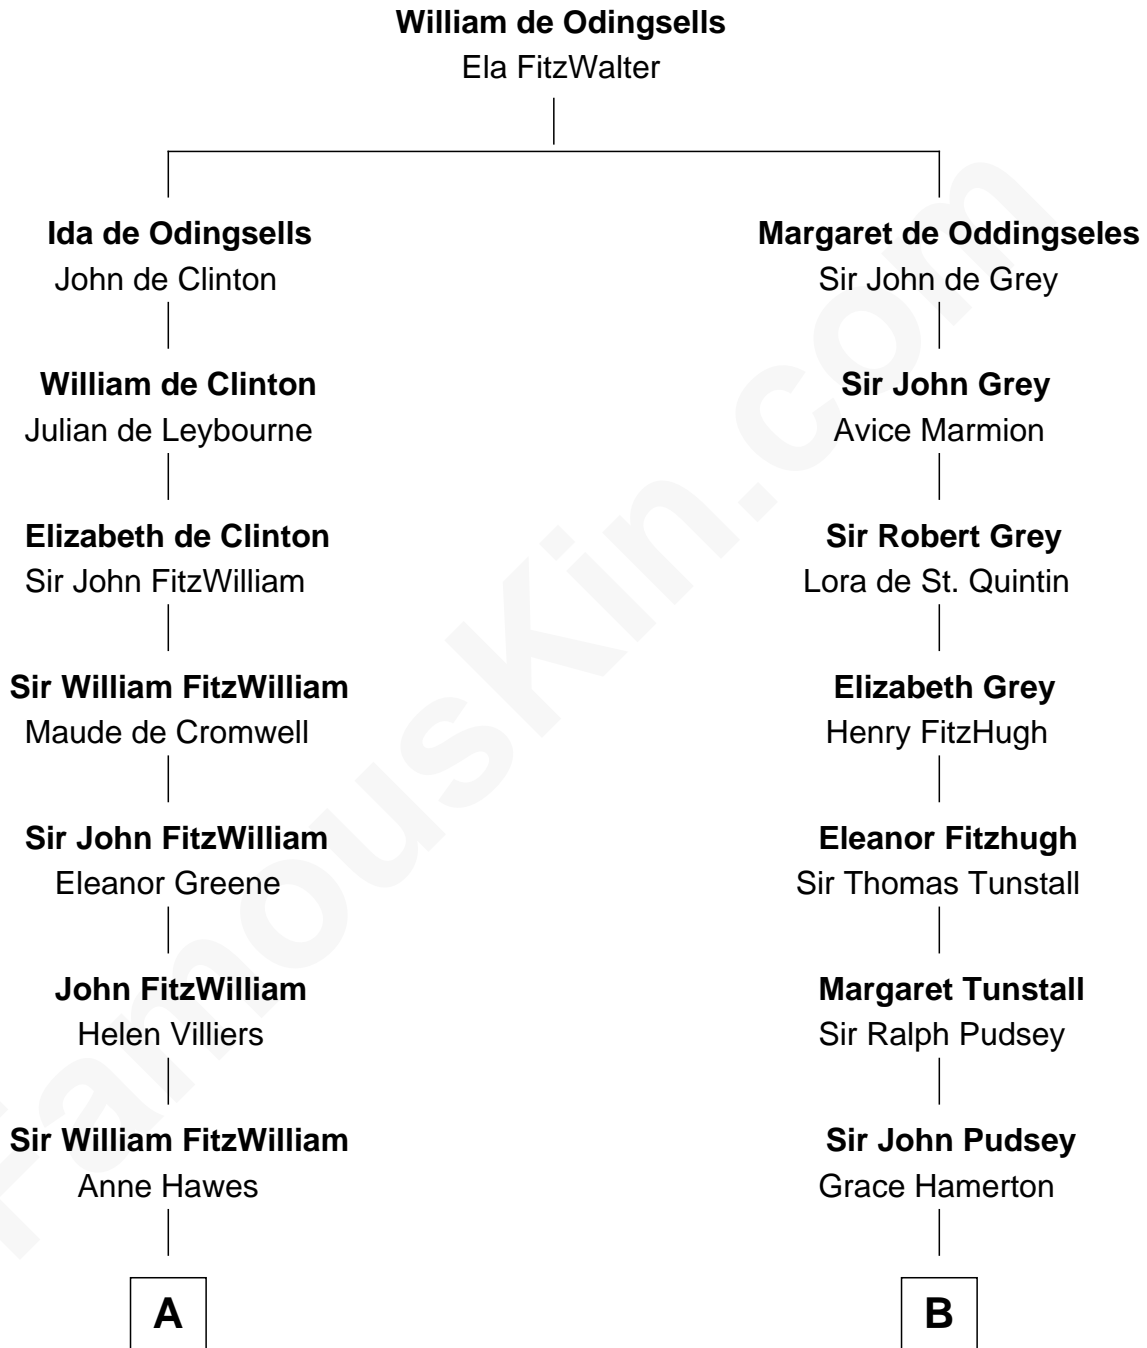 William de Odingsells
Ela FitzWalter
Ida de Odingsells
John de Clinton
William de Clinton
Julian de Leybourne
Elizabeth de Clinton
Sir John FitzWilliam
Sir William FitzWilliam
Maude de Cromwell
Sir John FitzWilliam
Eleanor Greene
John FitzWilliam
Helen Villiers
Sir William FitzWilliam
Anne Hawes
A
Margaret de Oddingseles
Sir John de Grey
Sir John Grey
Avice Marmion
Sir Robert Grey
Lora de St. Quintin
Elizabeth Grey
Henry FitzHugh
Eleanor Fitzhugh
Sir Thomas Tunstall
Margaret Tunstall
Sir Ralph Pudsey
Sir John Pudsey
Grace Hamerton
B
FamousKin.com